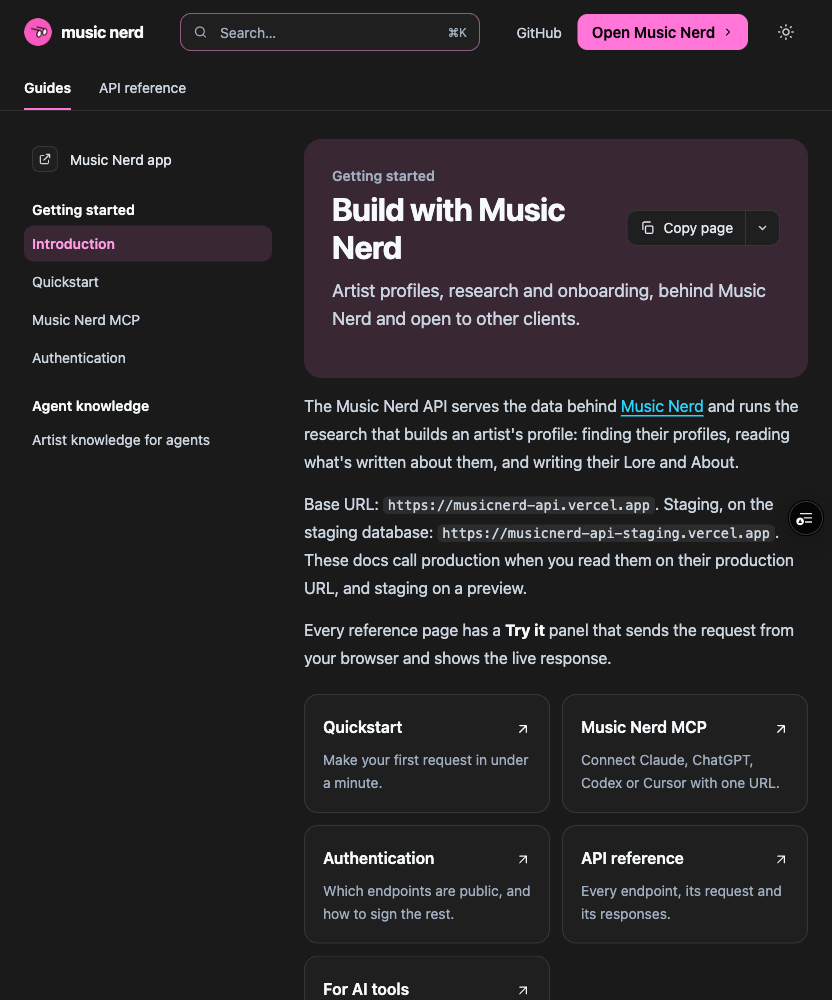 music nerd
Search...
⌘K
GitHub
Open Music Nerd
Guides
API reference
Music Nerd app
Getting started
Introduction
Quickstart
Music Nerd MCP
Authentication
Agent knowledge
Artist knowledge for agents
Getting started
Build with Music
Nerd
Copy page
Artist profiles, research and onboarding, behind Music
Nerd and open to other clients.
The Music Nerd API serves the data behind Music Nerd and runs the
research that builds an artist's profile: finding their profiles, reading
what's written about them, and writing their Lore and About.
Base URL: https://musicnerd-api.vercel.app. Staging, on the
staging database: https://musicnerd-api-staging.vercel.app.
These docs call production when you read them on their production
URL, and staging on a preview.
Every reference page has a Try it panel that sends the request from
your browser and shows the live response.
Quickstart
Make your first request in under
a minute.
Music Nerd MCP
Connect Claude, ChatGPT,
Codex or Cursor with one URL.
Authentication
Which endpoints are public, and
how to sign the rest.
API reference
Every endpoint, its request and
its responses.
For AI tools